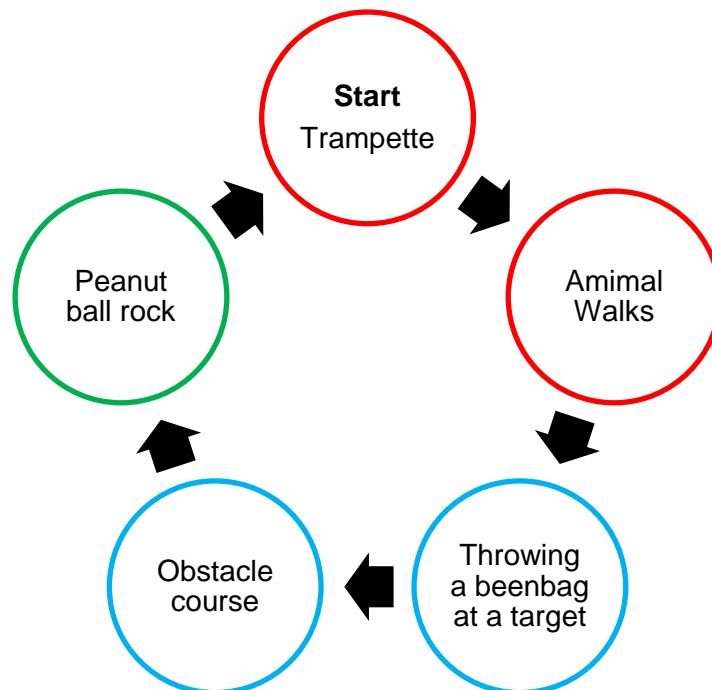 Start
Trampette
Amimal
Walks
Throwing
a beenbag
at a target
Obstacle
course
Peanut
ball rock